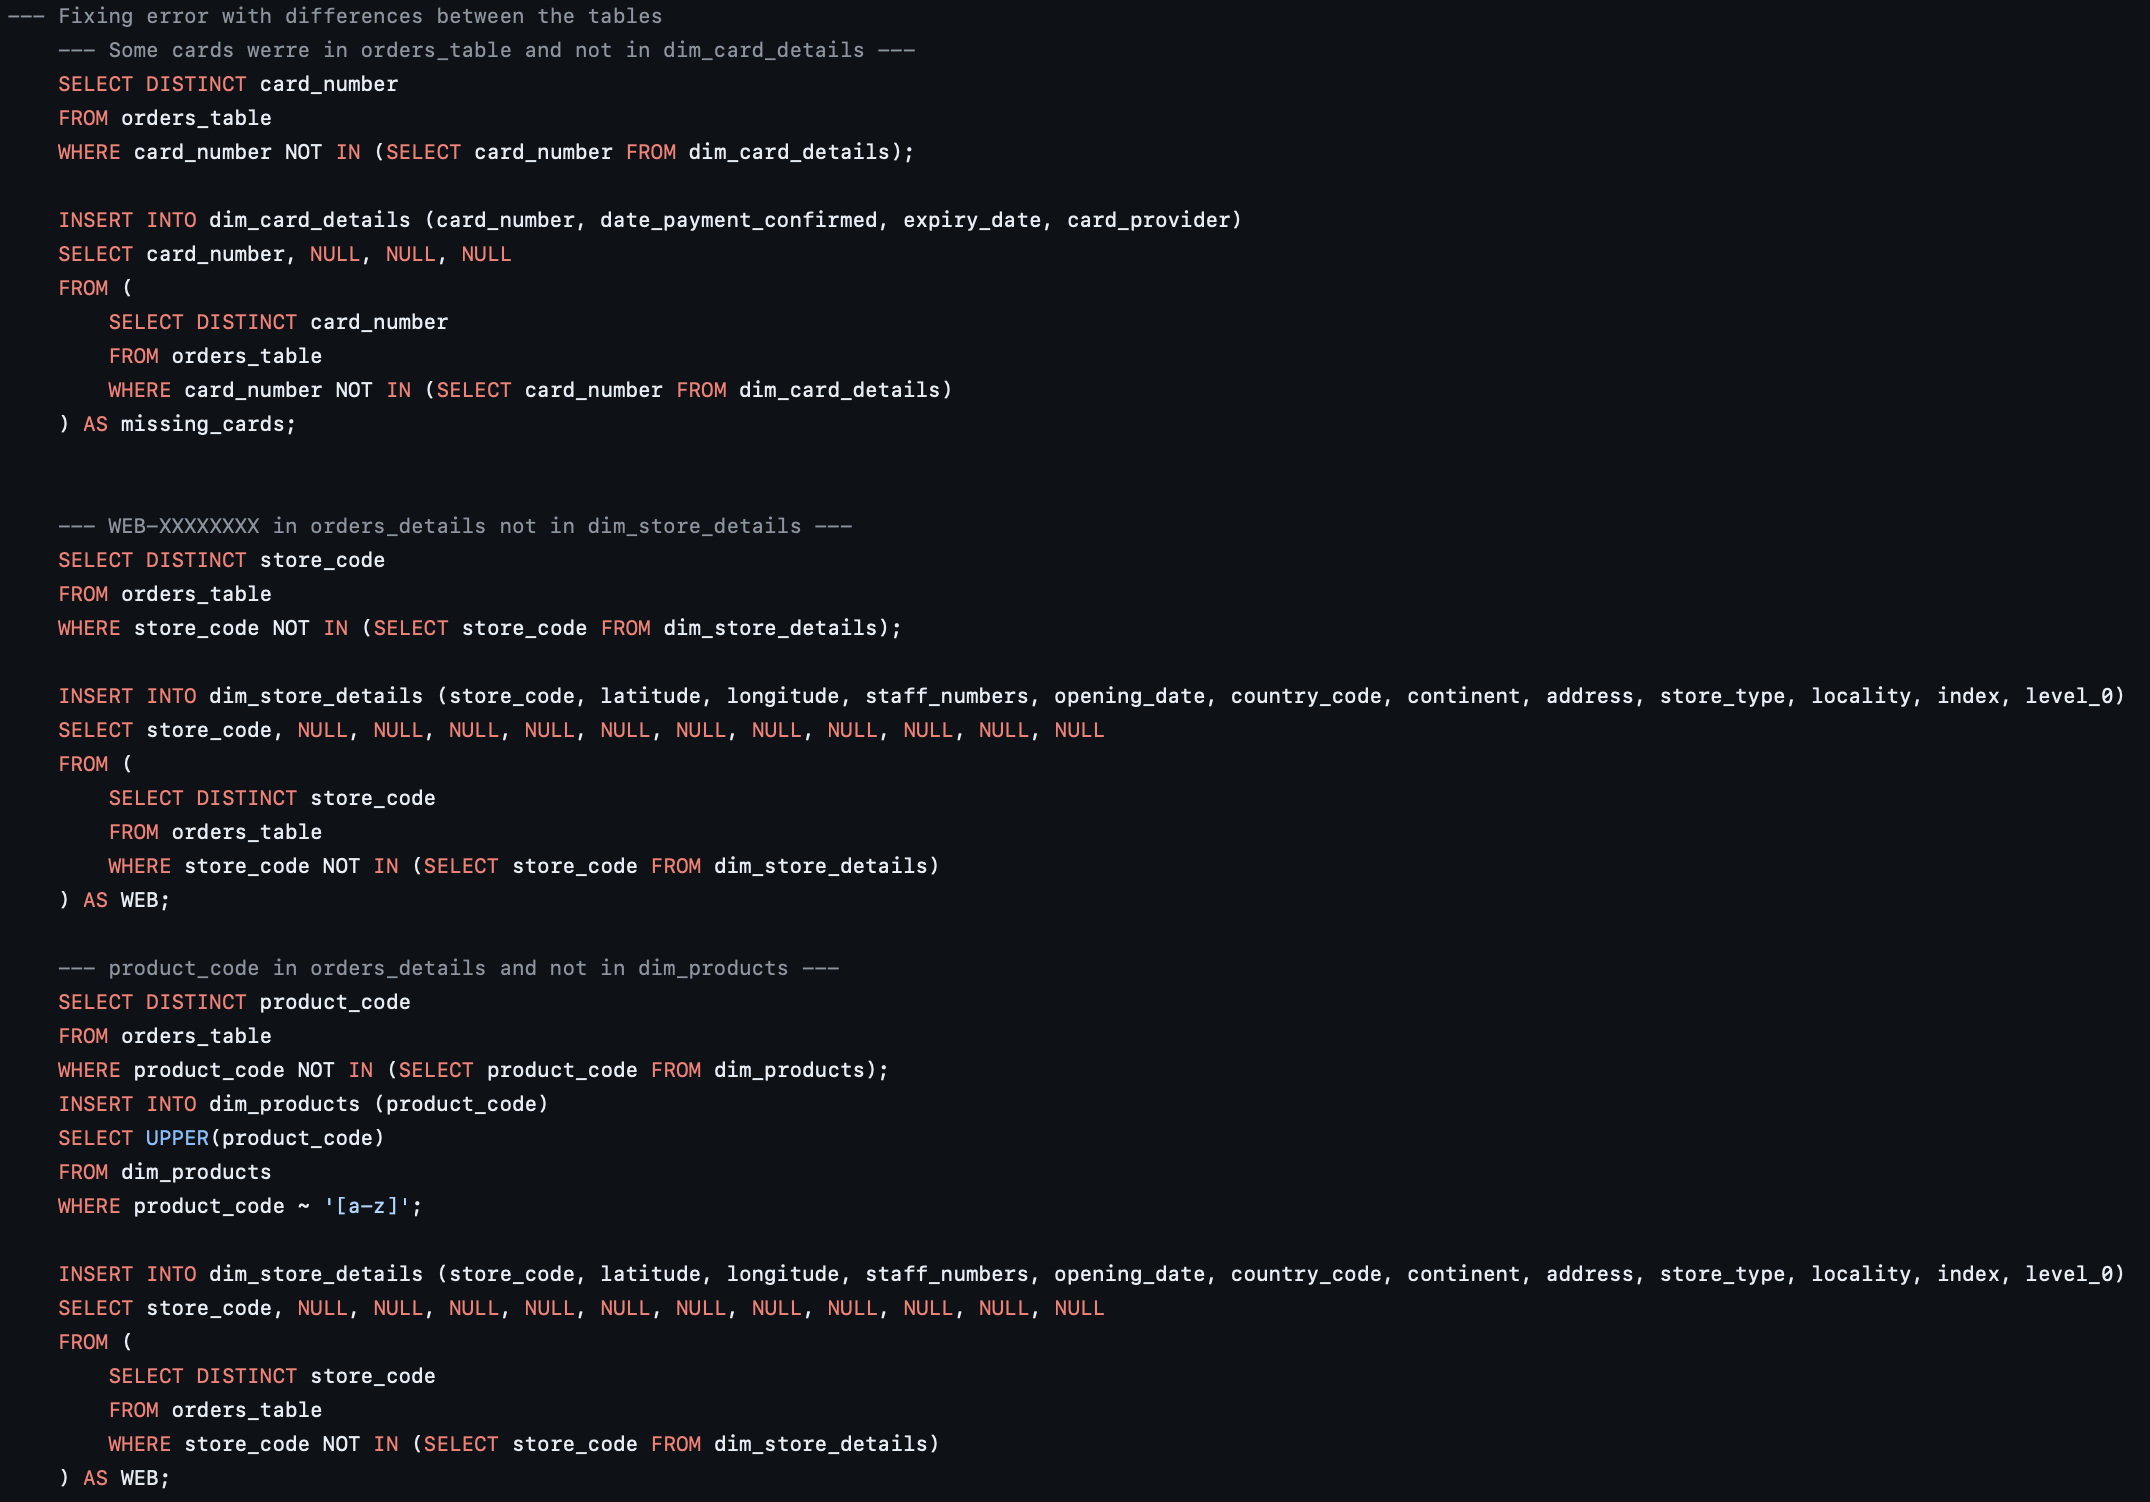 --- Fixing error with differences between the tables
    --- Some cards werre in orders_table and not in dim_card_details ---
    SELECT DISTINCT card_number
    FROM orders_table
    WHERE card_number NOT IN (SELECT card_number FROM dim_card_details);

    INSERT INTO dim_card_details (card_number, date_payment_confirmed, expiry_date, card_provider)
    SELECT card_number, NULL, NULL, NULL
    FROM (
        SELECT DISTINCT card_number
        FROM orders_table
        WHERE card_number NOT IN (SELECT card_number FROM dim_card_details)
    ) AS missing_cards;


    --- WEB-XXXXXXXX in orders_details not in dim_store_details ---
    SELECT DISTINCT store_code
    FROM orders_table
    WHERE store_code NOT IN (SELECT store_code FROM dim_store_details);

    INSERT INTO dim_store_details (store_code, latitude, longitude, staff_numbers, opening_date, country_code, continent, address, store_type, locality, index, level_0)
    SELECT store_code, NULL, NULL, NULL, NULL, NULL, NULL, NULL, NULL, NULL, NULL, NULL
    FROM (
        SELECT DISTINCT store_code
        FROM orders_table
        WHERE store_code NOT IN (SELECT store_code FROM dim_store_details)
    ) AS WEB;

    --- product_code in orders_details and not in dim_products ---
    SELECT DISTINCT product_code
    FROM orders_table
    WHERE product_code NOT IN (SELECT product_code FROM dim_products);
    INSERT INTO dim_products (product_code)
    SELECT UPPER(product_code)
    FROM dim_products
    WHERE product_code ~ '[a-z]';

    INSERT INTO dim_store_details (store_code, latitude, longitude, staff_numbers, opening_date, country_code, continent, address, store_type, locality, index, level_0)
    SELECT store_code, NULL, NULL, NULL, NULL, NULL, NULL, NULL, NULL, NULL, NULL, NULL
    FROM (
        SELECT DISTINCT store_code
        FROM orders_table
        WHERE store_code NOT IN (SELECT store_code FROM dim_store_details)
    ) AS WEB;